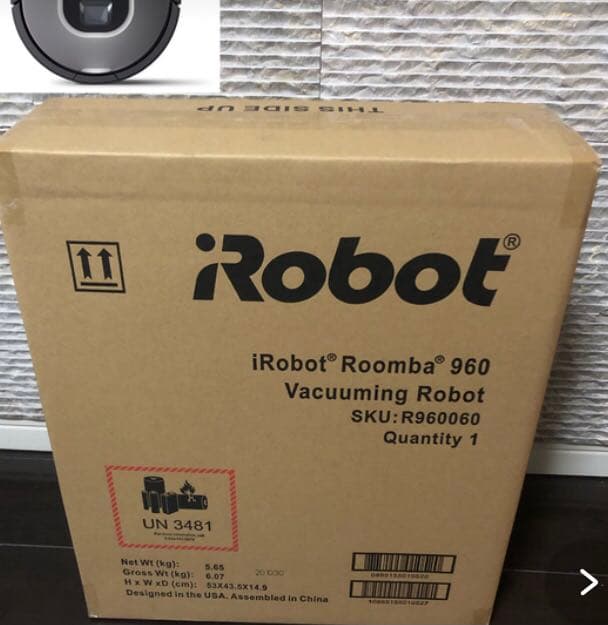 THIS SIDE UP
iRobot®
iRobot® Roomba® 960
Vacuuming Robot
SKU:R960060
Quantity 1
UN 3481
Net Wt (kg): 5.65
Gross Wt (kg): 6.07
H x W xD (cm): 53X43.5X14.9
Designed in the USA. Assembled in China